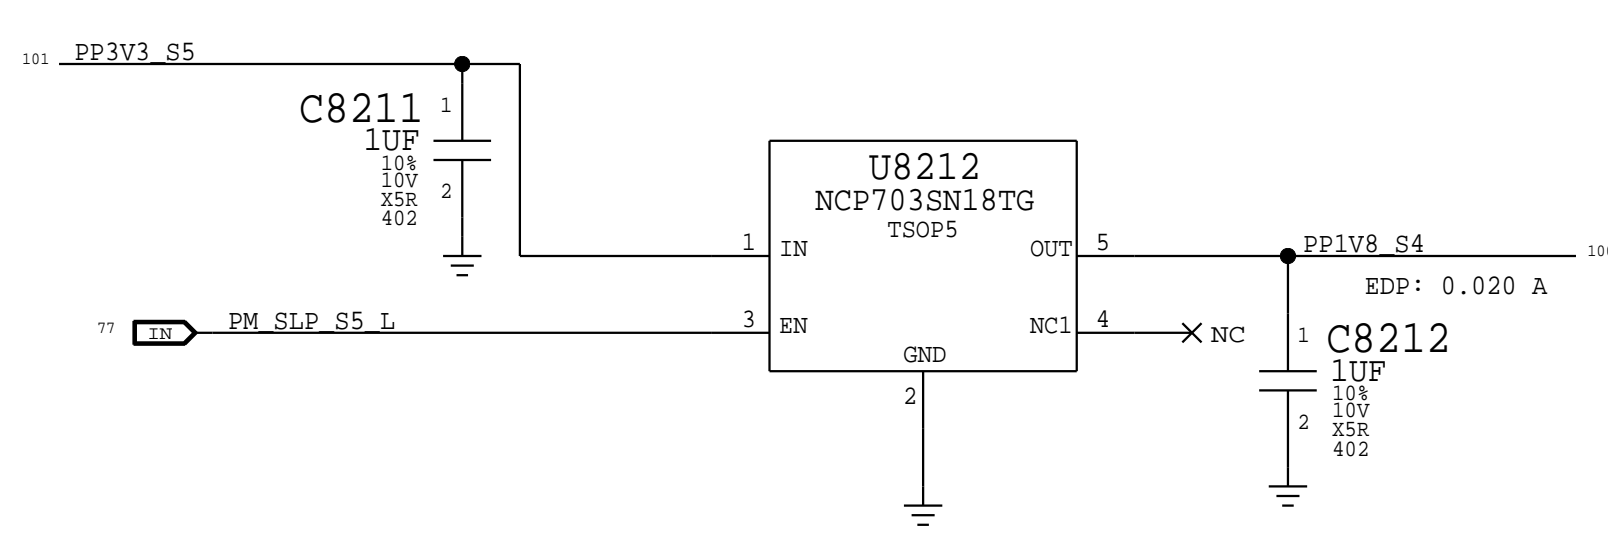 101 PP3V3_S5
C8211 1
1UF
10%
10V
X5R
402
2
U8212
NCP703SN18TG
TSOP5
1 IN
OUT 5
PP1V8_S4
EDP: 0.020 A
77 IN PM_SLP_S5_L
3 EN
NC1 4
NC
GND
2
1 C8212
1UF
10%
10V
X5R
402
2